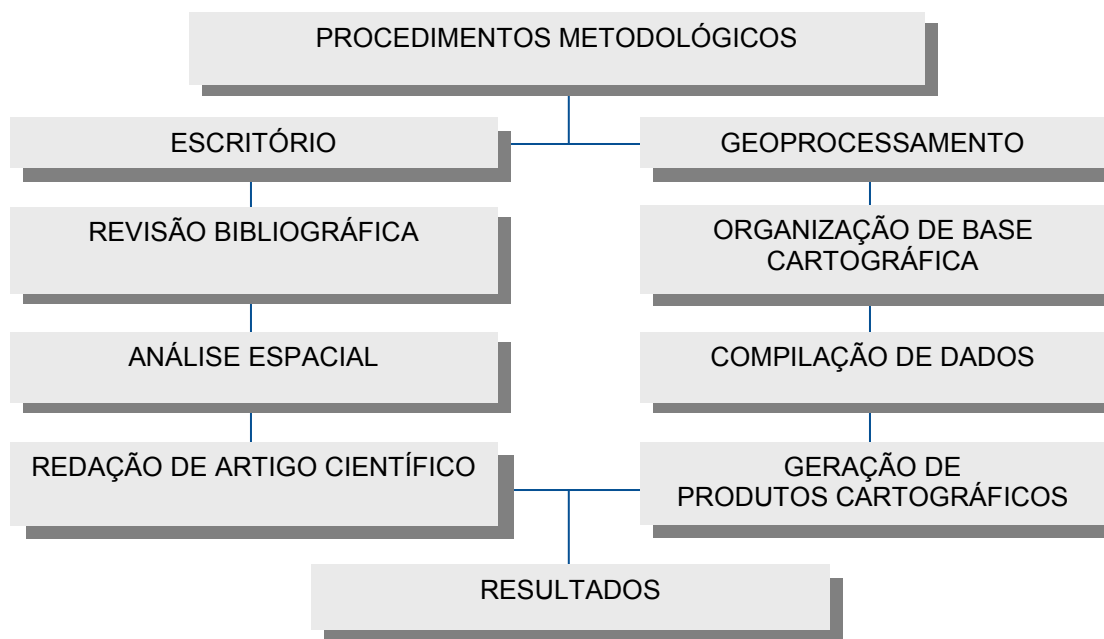 PROCEDIMENTOS METODOLÓGICOS
ESCRITÓRIO
GEOPROCESSAMENTO
REVISÃO BIBLIOGRÁFICA
ORGANIZAÇÃO DE BASE
CARTOGRÁFICA
ANÁLISE ESPACIAL
COMPILAÇÃO DE DADOS
REDAÇÃO DE ARTIGO CIENTÍFICO
GERAÇÃO DE
PRODUTOS CARTOGRÁFICOS
RESULTADOS